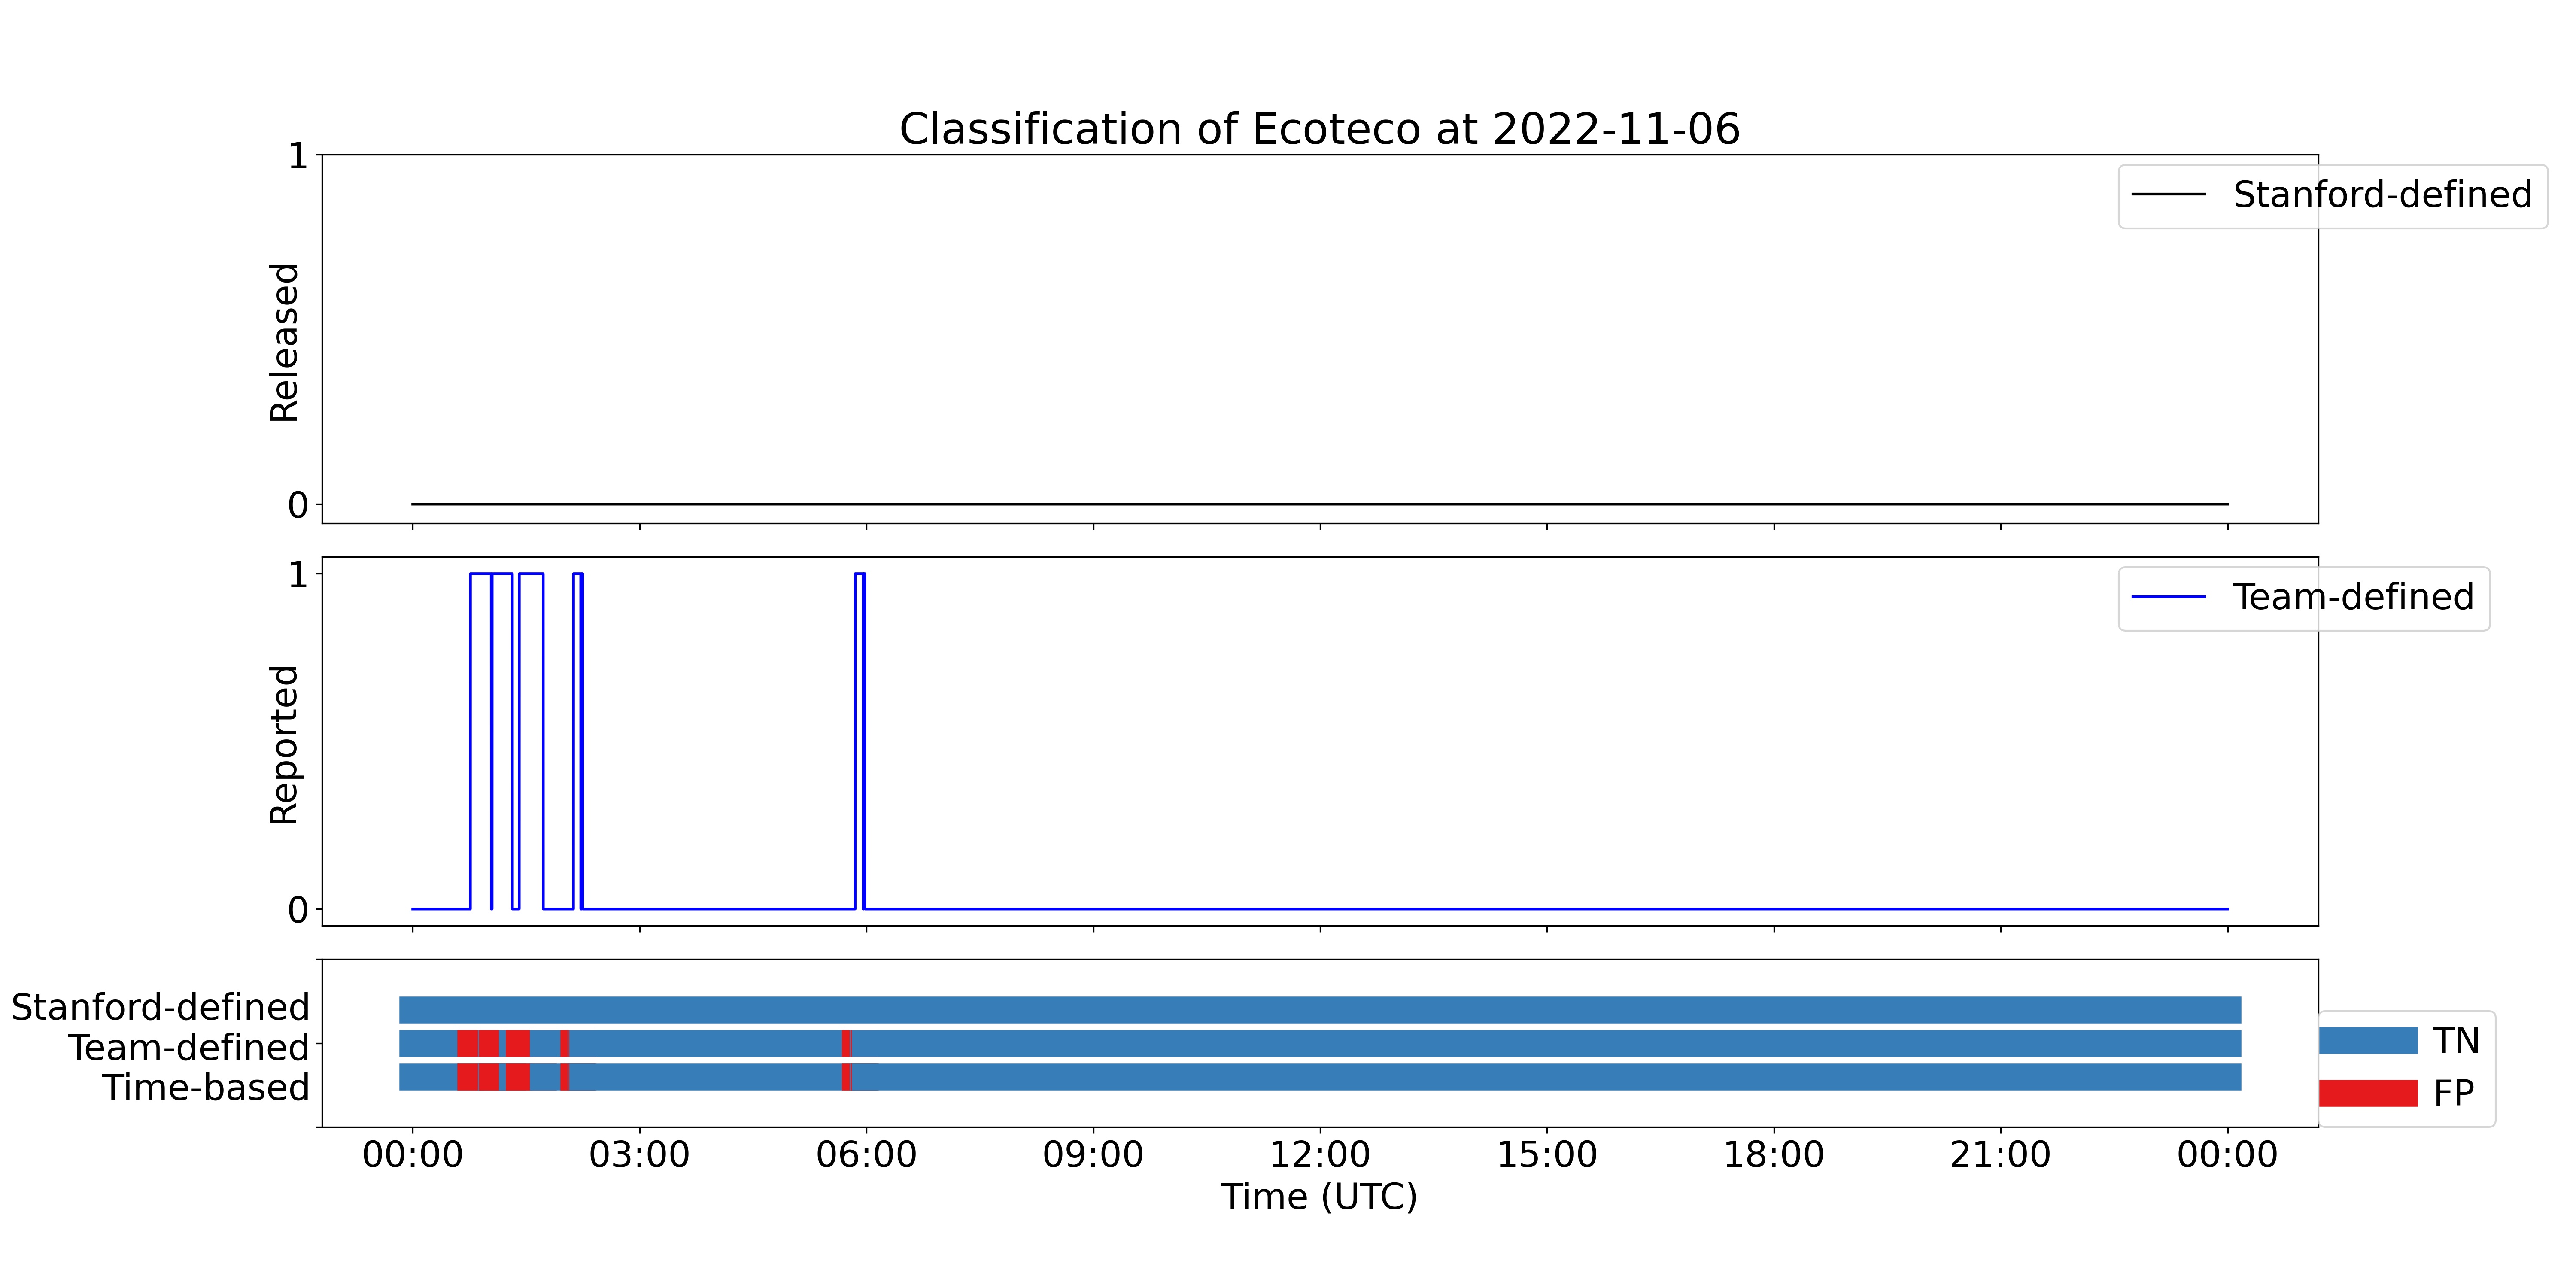 Classification of Ecoteco at 2022-11-06
1
Stanford-defined
Released
0
1
Team-defined
Reported
0
Stanford-defined
Team-defined
Time-based
TN
FP
00:00 03:00 06:00 09:00 12:00 15:00 18:00 21:00 00:00
Time (UTC)